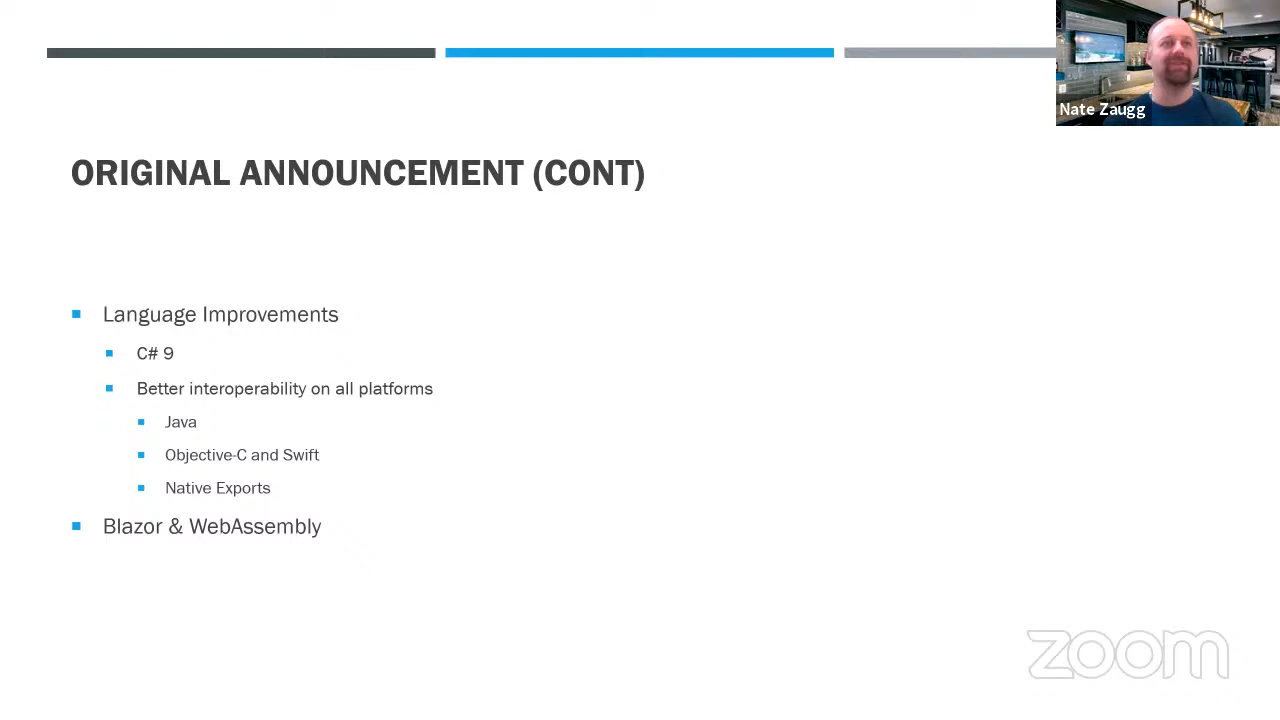 Nate Zaugg
ORIGINAL ANNOUNCEMENT (CONT)
Language Improvements
C# 9
Better interoperability on all platforms
Java
Objective-C and Swift
Native Exports
Blazor & WebAssembly
zoom